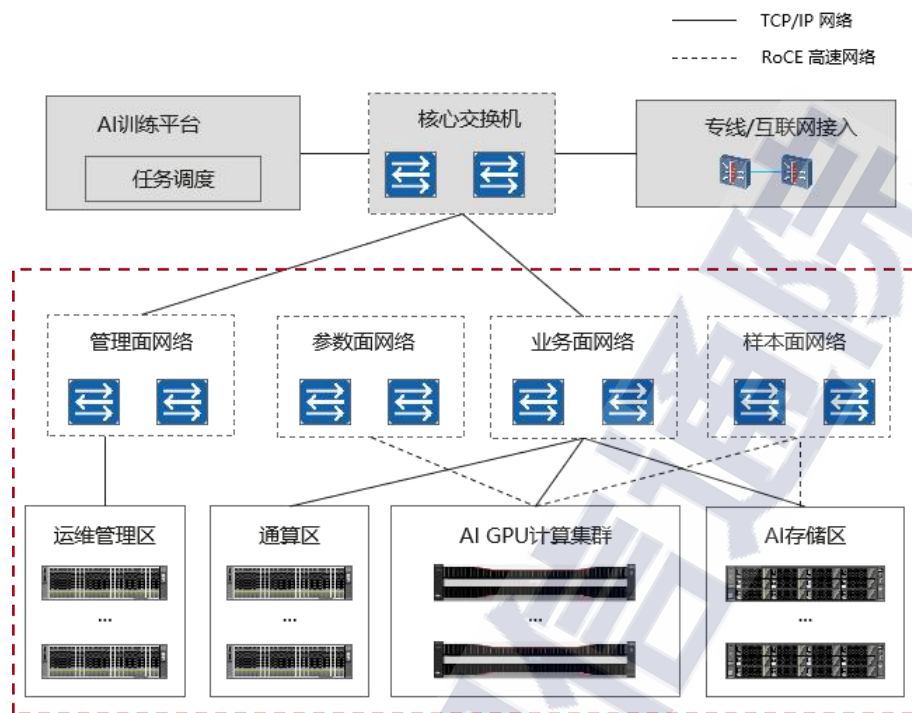 TCP/IP 网络
RoCE 高速网络
AI训练平台
任务调度
核心交换机
专线/互联网接入
管理面网络
参数面网络
业务面网络
样本面网络
运维管理区
...
通算区
...
AI GPU计算集群
...
AI存储区
...